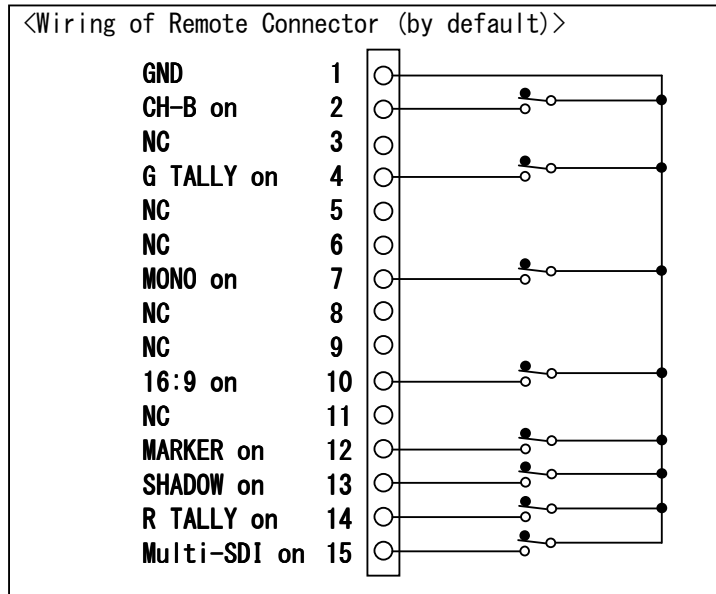 <Wiring of Remote Connector (by default)>
GND 1
CH-B on 2
NC 3
G TALLY on 4
NC 5
NC 6
MONO on 7
NC 8
NC 9
16:9 on 10
NC 11
MARKER on 12
SHADOW on 13
R TALLY on 14
Multi-SDI on 15